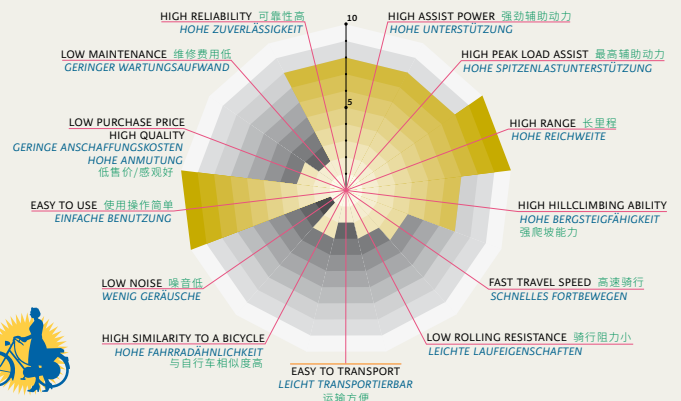 10
HIGH RELIABILITY 可靠性高
HOHE ZUVERLÄSSIGKEIT
HIGH ASSIST POWER 强劲辅助动力
HOHE UNTERSTÜTZUNG
LOW MAINTENANCE 维修费用低
GERINGER WARTUNGSAUFWAND
HIGH PEAK LOAD ASSIST 最高辅助动力
HOHE SPITZENLASTUNTERSTÜTZUNG
5
LOW PURCHASE PRICE
HIGH QUALITY
GERINGE ANSCHAFFUNGSKOSTEN
HOHE ANMUTUNG
低售价/感观好
HIGH RANGE 长里程
HOHE REICHWEITE
EASY TO USE 使用操作简单
EINFACHE BENUTZUNG
HIGH HILLCLIMBING ABILITY
HOHE BERGSTEIGFÄHIGKEIT
强爬坡能力
LOW NOISE 噪音低
WENIG GERÄUSCHE
FAST TRAVEL SPEED 高速骑行
SCHNELLES FORTBEWEGEN
HIGH SIMILARITY TO A BICYCLE
HOHE FAHRRADÄHNLICHKEIT
与自行车相似度高
LOW ROLLING RESISTANCE 骑行阻力小
LEICHTE LAUFEIGENSCHAFTEN
EASY TO TRANSPORT
LEICHT TRANSPORTIERBAR
运输方便